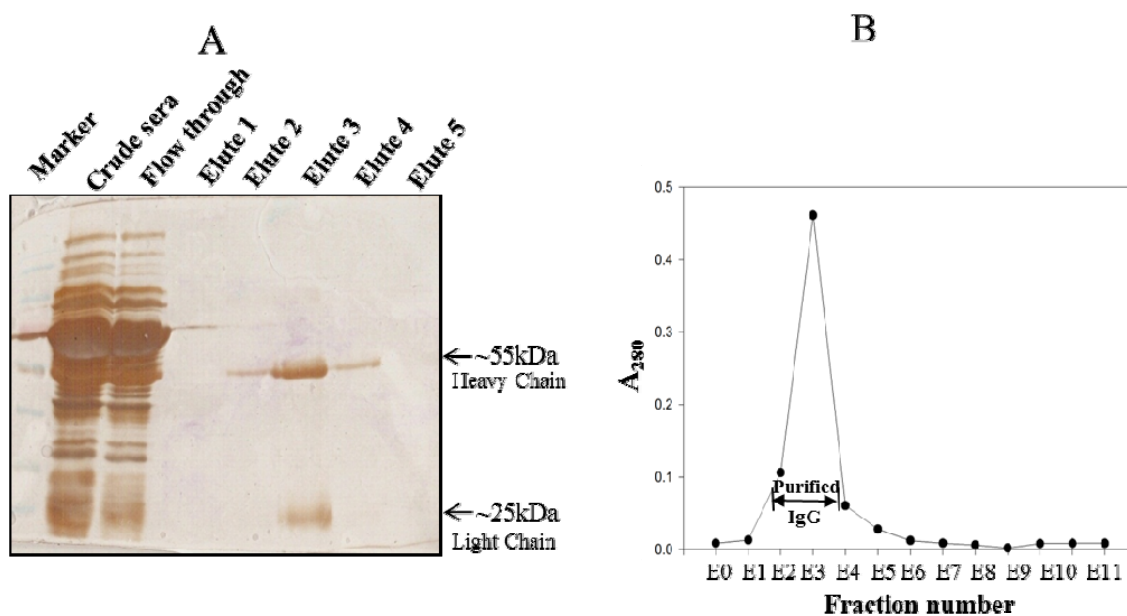 A
Marker
Crude sera
Flow through
Elute 1
Elute 2
Elute 3
Elute 4
Elute 5
~55kDa
Heavy Chain
~25kDa
Light Chain
B
0.5
0.4
0.3
0.2
0.1
0.0
A280
Purified
IgG
E0 E1 E2 E3 E4 E5 E6 E7 E8 E9 E10 E11
Fraction number